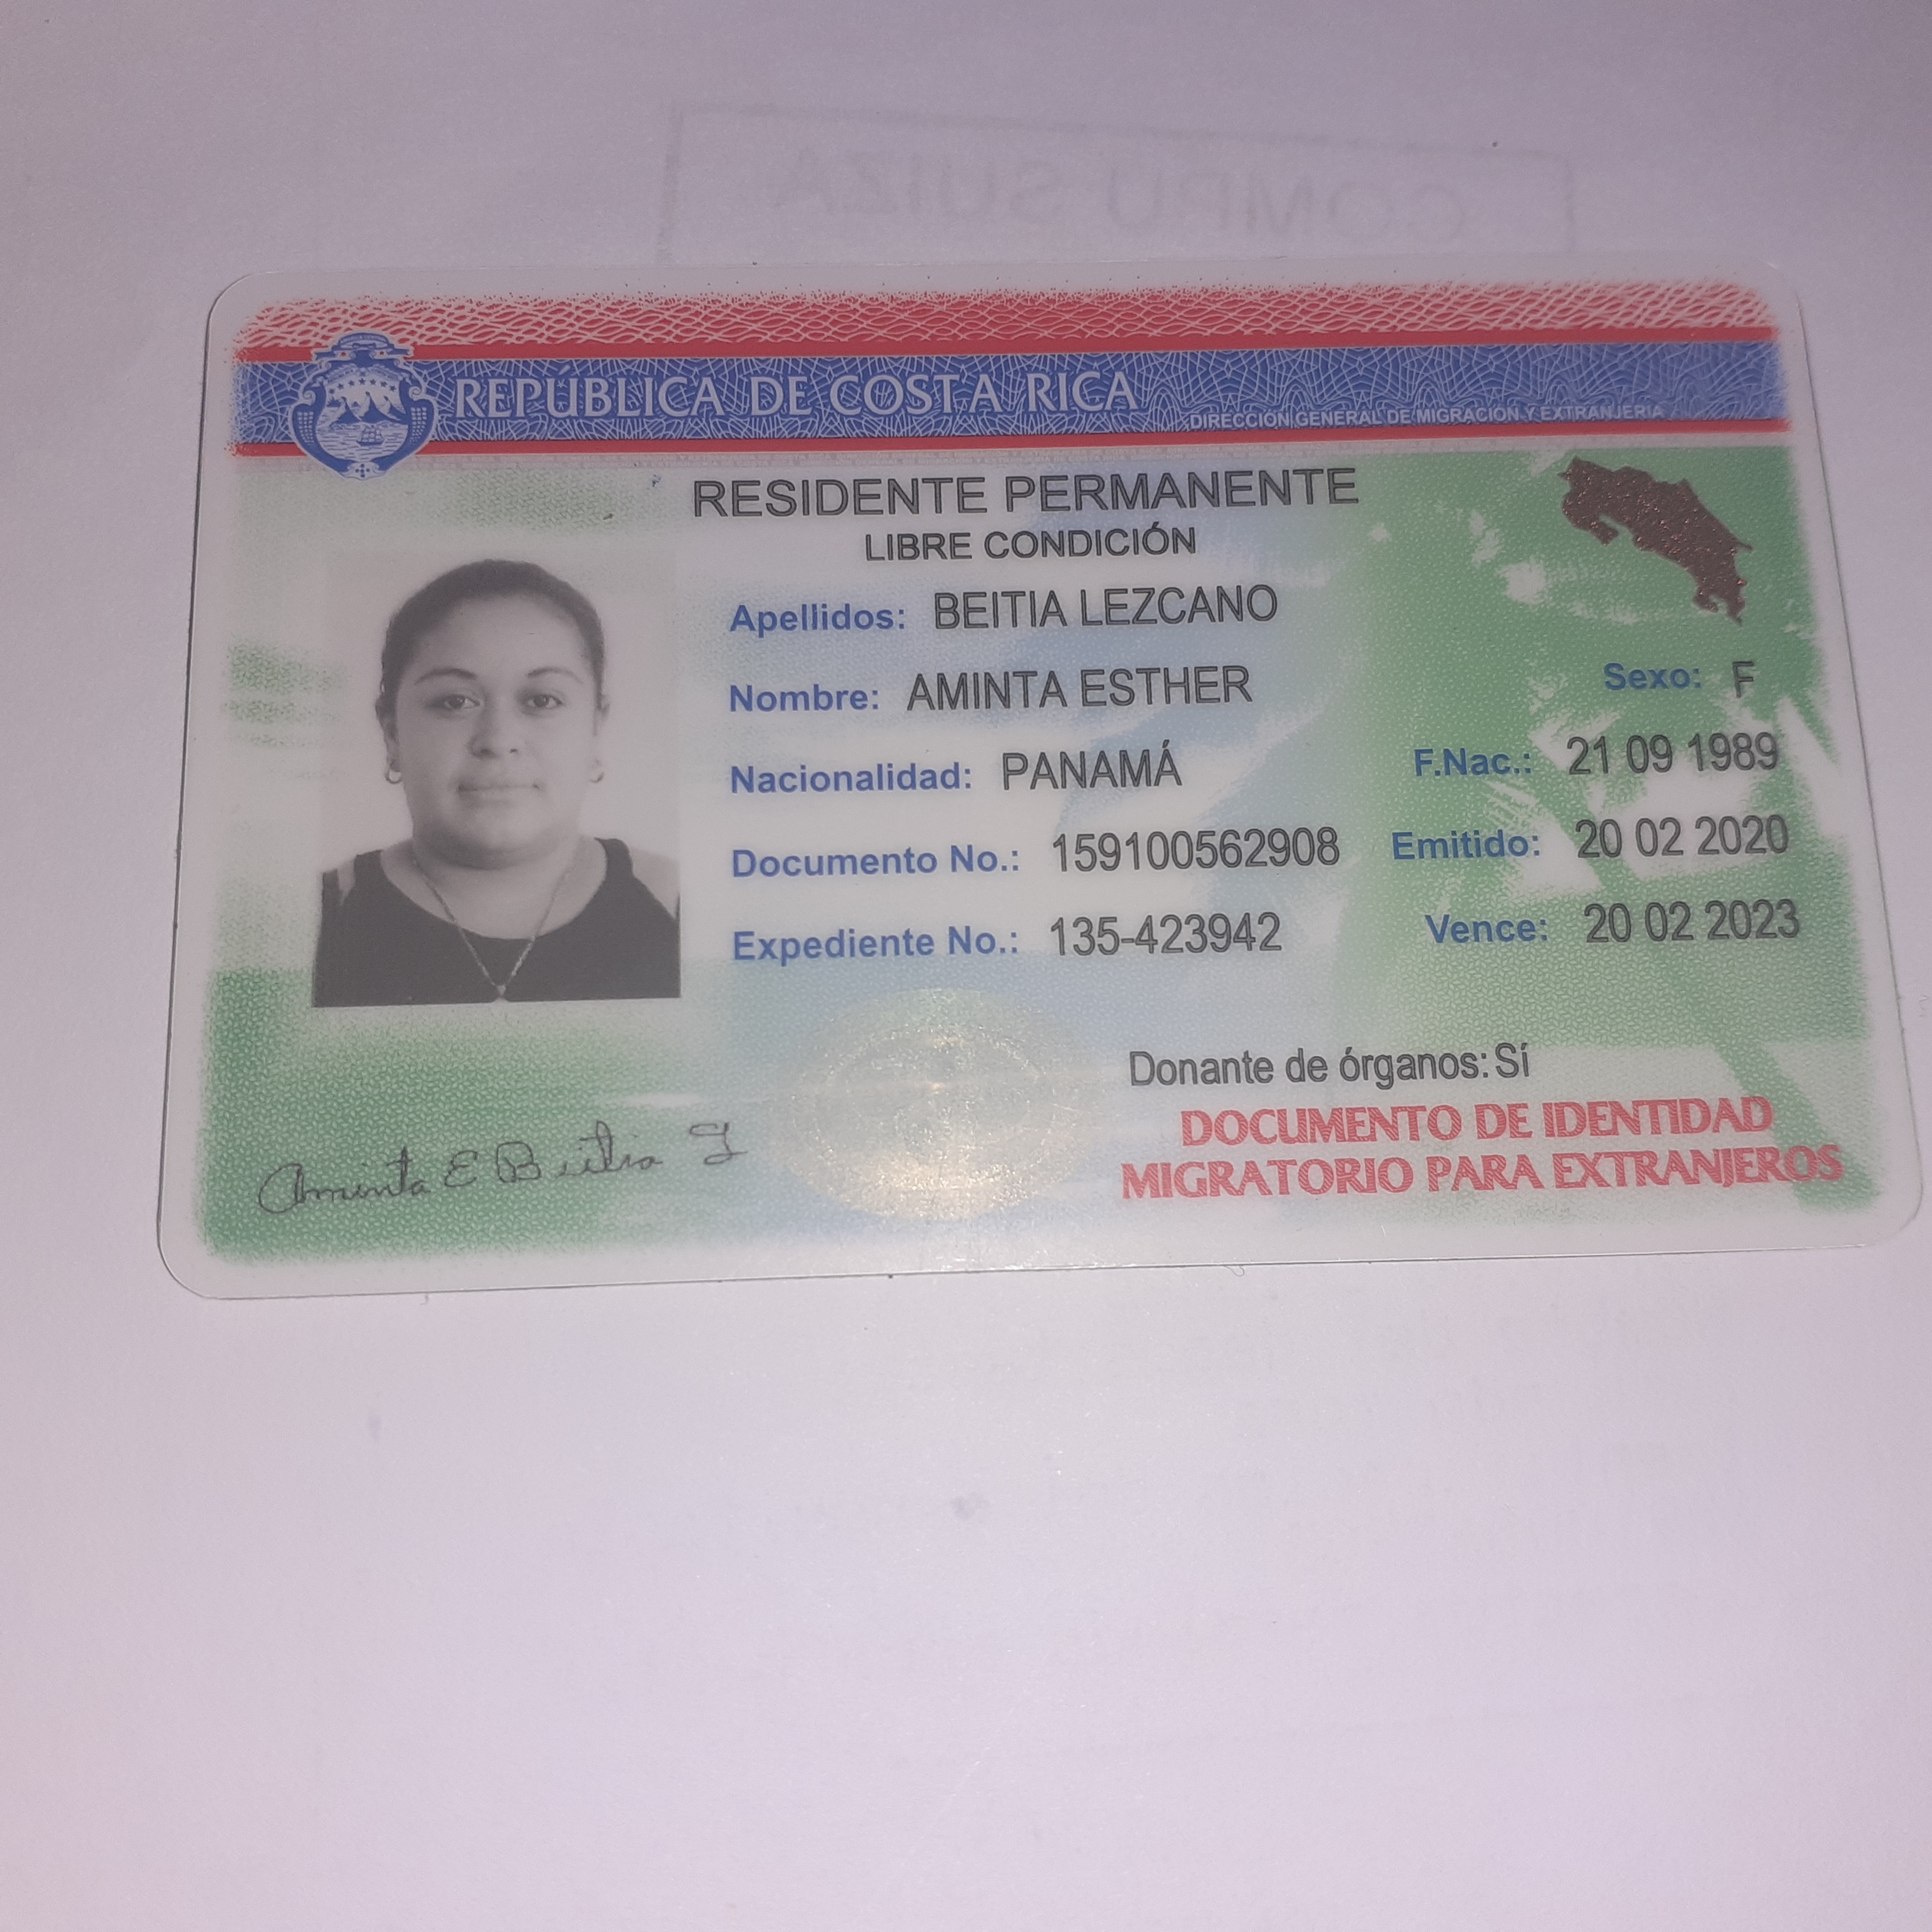 REPÚBLICA DE COSTA RICA
DIRECCIÓN GENERAL DE MIGRACIÓN Y EXTRANJERÍA
RESIDENTE PERMANENTE
LIBRE CONDICIÓN
Apellidos: BEITIA LEZCANO
Nombre: AMINTA ESTHER Sexo: F
Nacionalidad: PANAMÁ F.Nac.: 21 09 1989
Documento No.: 159100562908 Emitido: 20 02 2020
Expediente No.: 135-423942 Vence: 20 02 2023
Donante de órganos:Sí
Aminta E Beitia
DOCUMENTO DE IDENTIDAD
MIGRATORIO PARA EXTRANJEROS